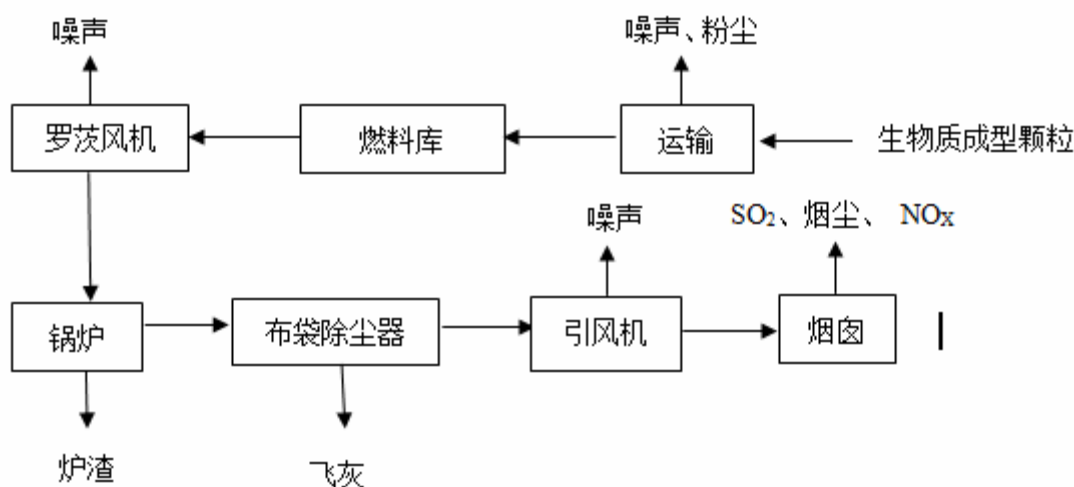 噪声
噪声、粉尘
罗茨风机
燃料库
运输
生物质成型颗粒
噪声
SO₂、烟尘、 NOX
锅炉
布袋除尘器
引风机
烟囱
炉渣
飞灰